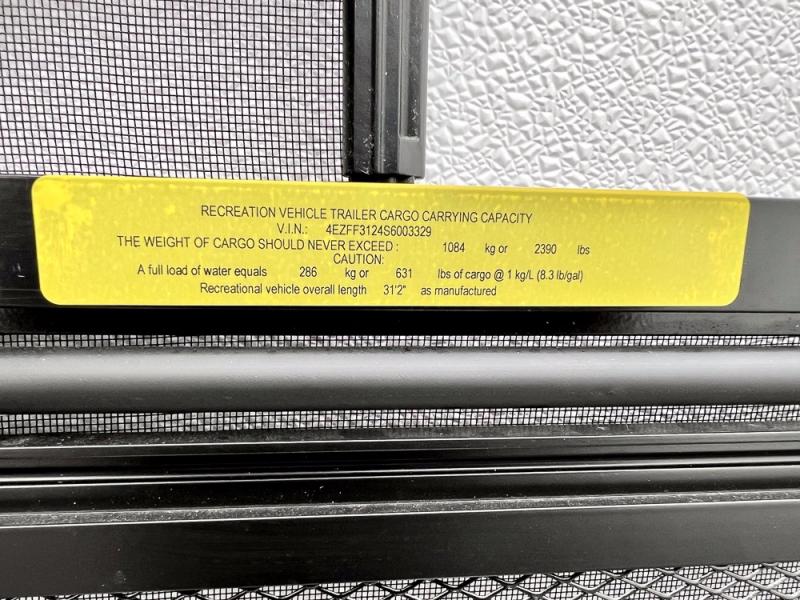 RECREATION VEHICLE TRAILER CARGO CARRYING CAPACITY
V.I.N.: 4EZFF3124S6003329
THE WEIGHT OF CARGO SHOULD NEVER EXCEED : 1084 kg or 2390 lbs
CAUTION:
A full load of water equals 286 kg or 631 lbs of cargo @ 1 kg/L (8.3 lb/gal)
Recreational vehicle overall length 31'2" as manufactured